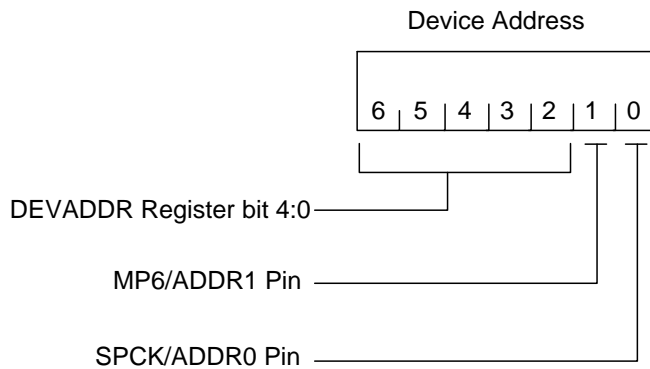 Device Address
6 5 4 3 2 1 0
DEVADDR Register bit 4:0
MP6/ADDR1 Pin
SPCK/ADDR0 Pin